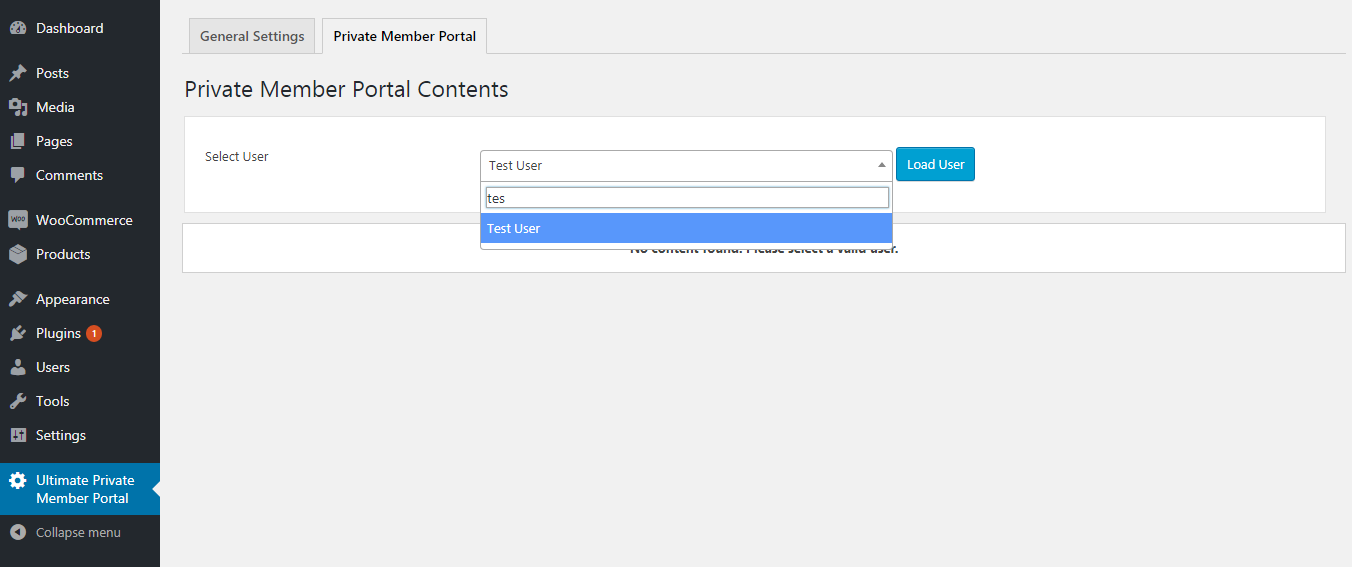 Dashboard
Posts
Media
Pages
Comments
WOO WooCommerce
Products
Appearance
Plugins 1
Users
Tools
Settings
Ultimate Private
Member Portal
Collapse menu
General Settings
Private Member Portal
Private Member Portal Contents
Select User
Test User
Load User
tes
Test User
No content found. Please select a valid user.